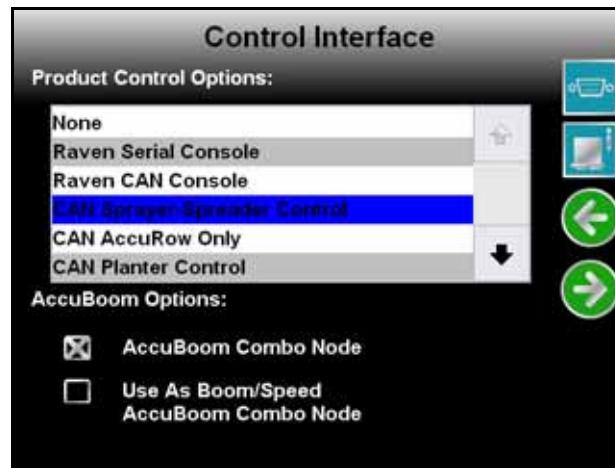 Control Interface
Product Control Options:
None
Raven Serial Console
Raven CAN Console
CAN Sprayer-Spreader Control
CAN AccuRow Only
CAN Planter Control
AccuBoom Options:
AccuBoom Combo Node
Use As Boom/Speed
AccuBoom Combo Node